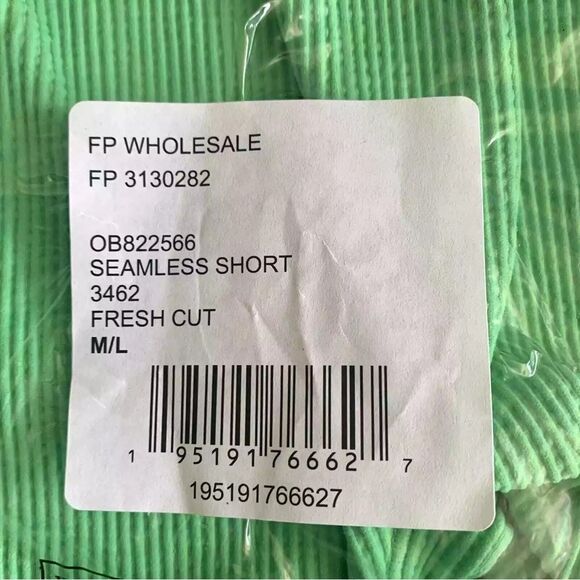 FP WHOLESALE
FP 3130282
OB822566
SEAMLESS SHORT
3462
FRESH CUT
M/L
1 95191 76662 7
195191766627